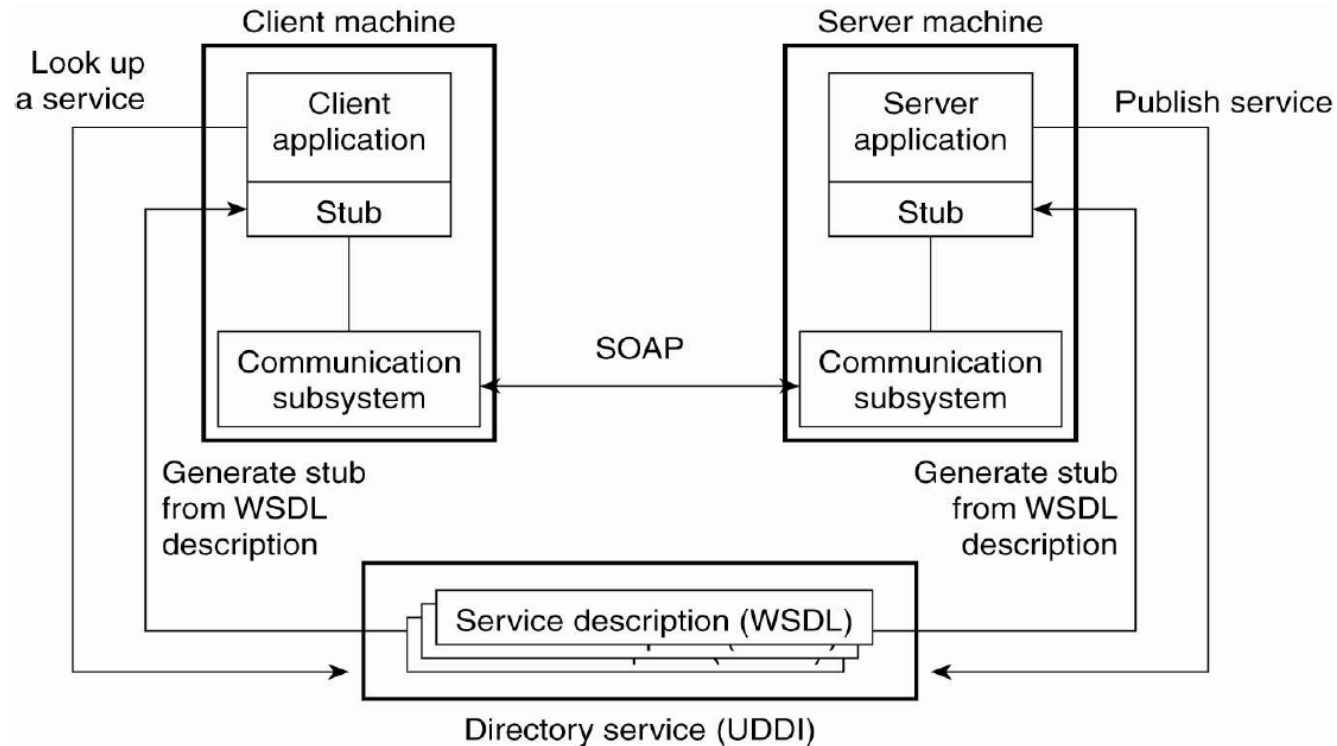 Client machine
Server machine
Look up
a service
Client
application
Stub
Server
application
Stub
Publish service
Communication
subsystem
SOAP
Communication
subsystem
Generate stub
from WSDL
description
Generate stub
from WSDL
description
Service description (WSDL)
Directory service (UDDI)